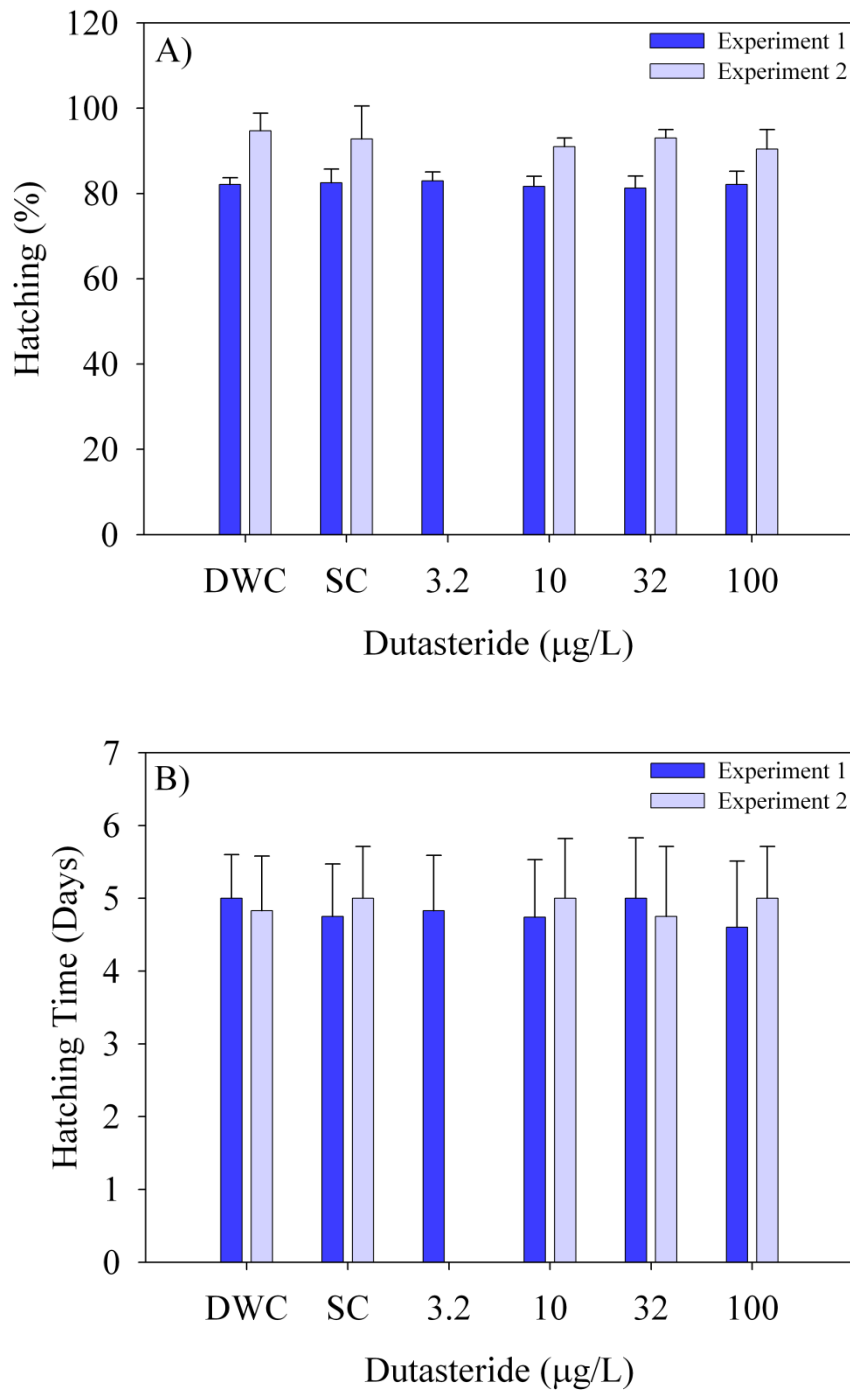 A)
Experiment 1
Experiment 2
Hatching (%)
120
100
80
60
40
20
0
DWC SC 3.2 10 32 100
Dutasteride (μg/L)
B)
Experiment 1
Experiment 2
Hatching Time (Days)
7
6
5
4
3
2
1
0
DWC SC 3.2 10 32 100
Dutasteride (μg/L)